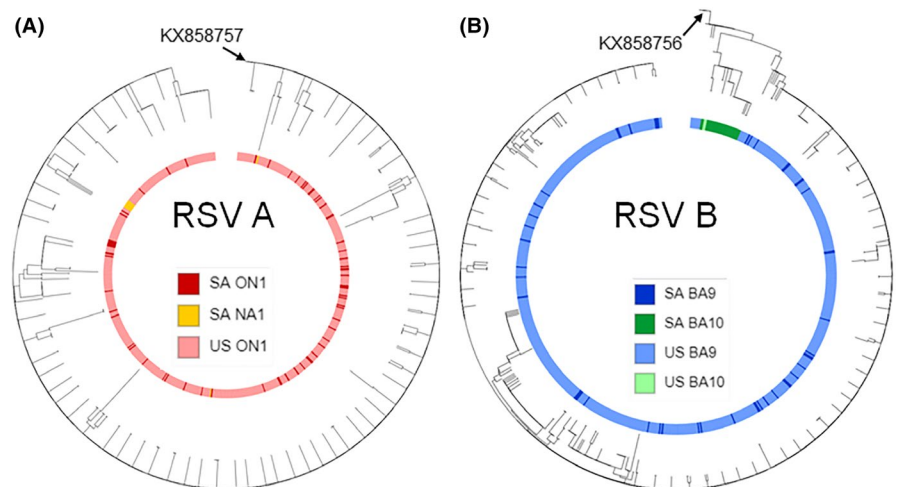 (A)
KX858757
RSV A
SA ON1
SA NA1
US ON1
(B)
KX858756
RSV B
SA BA9
SA BA10
US BA9
US BA10